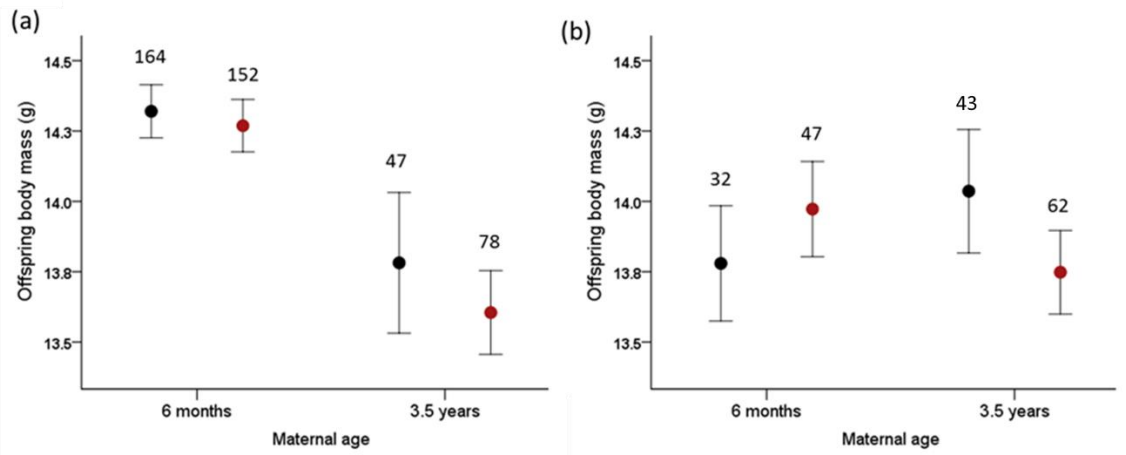 (a)
14.5
14.3
14.0
13.8
13.5
Offspring body mass (g)
164
152
47
78
6 months
3.5 years
Maternal age
(b)
14.5
14.3
14.0
13.8
13.5
Offspring body mass (g)
32
47
43
62
6 months
3.5 years
Maternal age